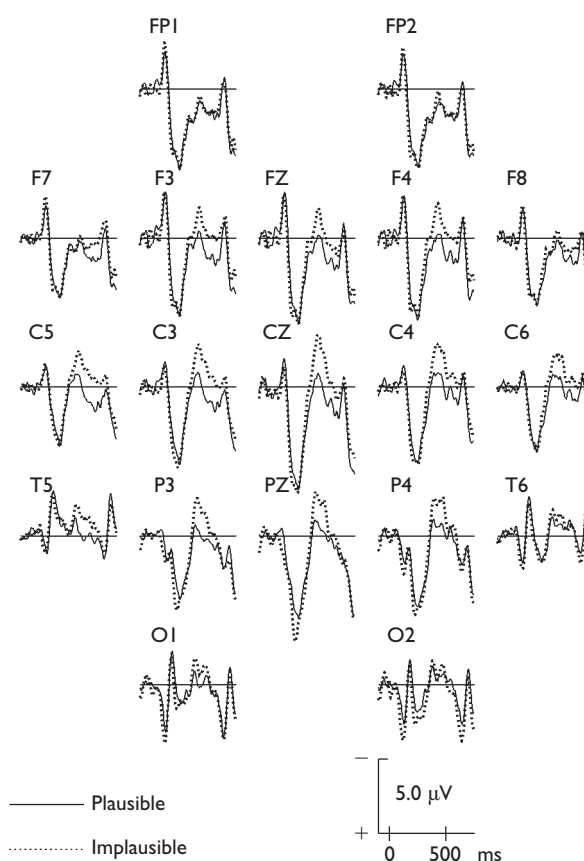 FP1 FP2
F7 F3 FZ F4 F8
C5 C3 CZ C4 C6
T5 P3 PZ P4 T6
O1 O2
−
5.0 μV
+
0 500 ms
Plausible
Implausible